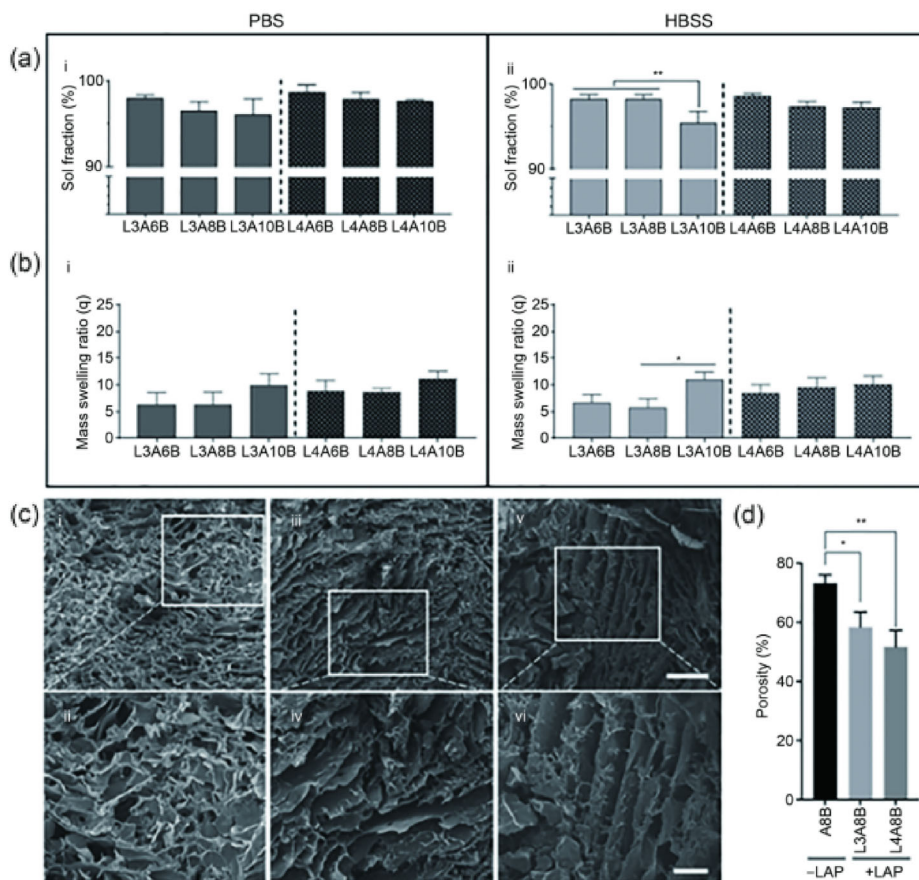 PBS
HBSS
(a)
i
100
90
Sol fraction (%)
L3A6B L3A8B L3A10B L4A6B L4A8B L4A10B
ii
**
100
90
Sol fraction (%)
L3A6B L3A8B L3A10B L4A6B L4A8B L4A10B
(b)
i
25
20
15
10
5
0
Mass swelling ratio (q)
L3A6B L3A8B L3A10B L4A6B L4A8B L4A10B
ii
*
25
20
15
10
5
0
Mass swelling ratio (q)
L3A6B L3A8B L3A10B L4A6B L4A8B L4A10B
(c)
i
iii
v
ii
iv
vi
(d)
**
*
80
60
40
20
0
Porosity (%)
A8B
L3A8B
L4A8B
–LAP +LAP